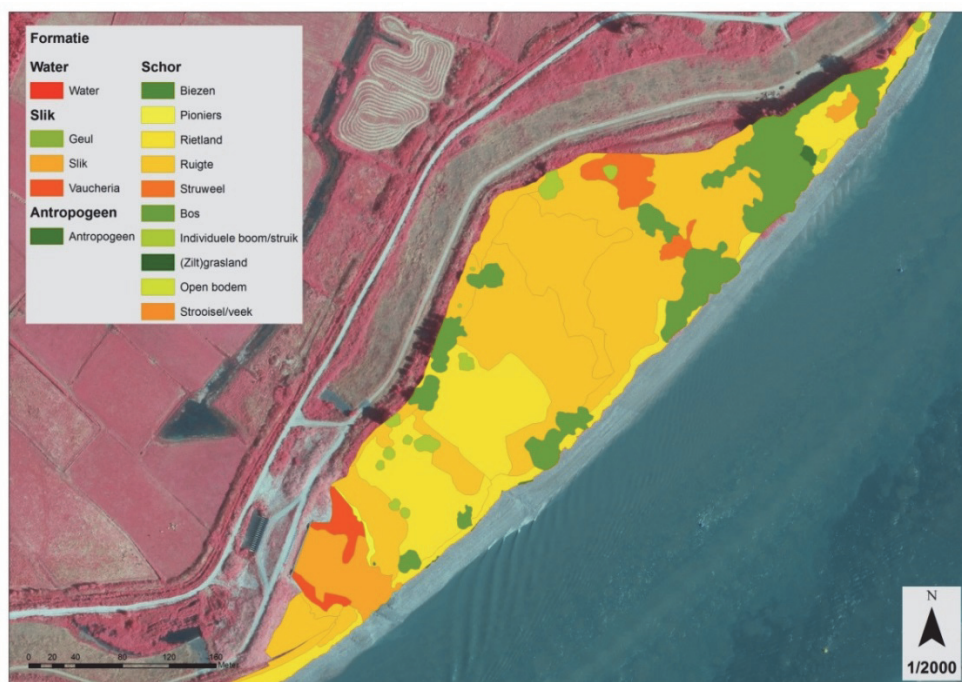 Formatie
Water
Water
Slik
Geul
Slik
Vaucheria
Antropogeen
Antropogeen
Schor
Biezen
Pioniers
Rietland
Ruigte
Struweel
Bos
Individuele boom/struik
(Zilt)grasland
Open bodem
Strooisel/veek
0 20 40 80 120 160
Meter
N
1/2000